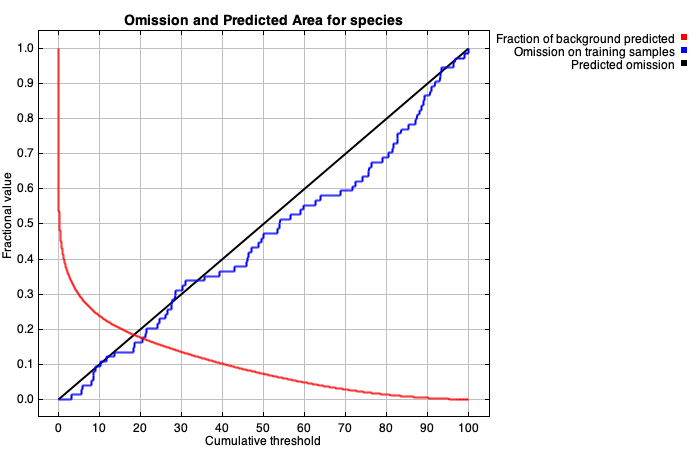 Omission and Predicted Area for species
Fraction of background predicted
Omission on training samples
Predicted omission
Fractional value
1.0
0.9
0.8
0.7
0.6
0.5
0.4
0.3
0.2
0.1
0.0
0 10 20 30 40 50 60 70 80 90 100
Cumulative threshold